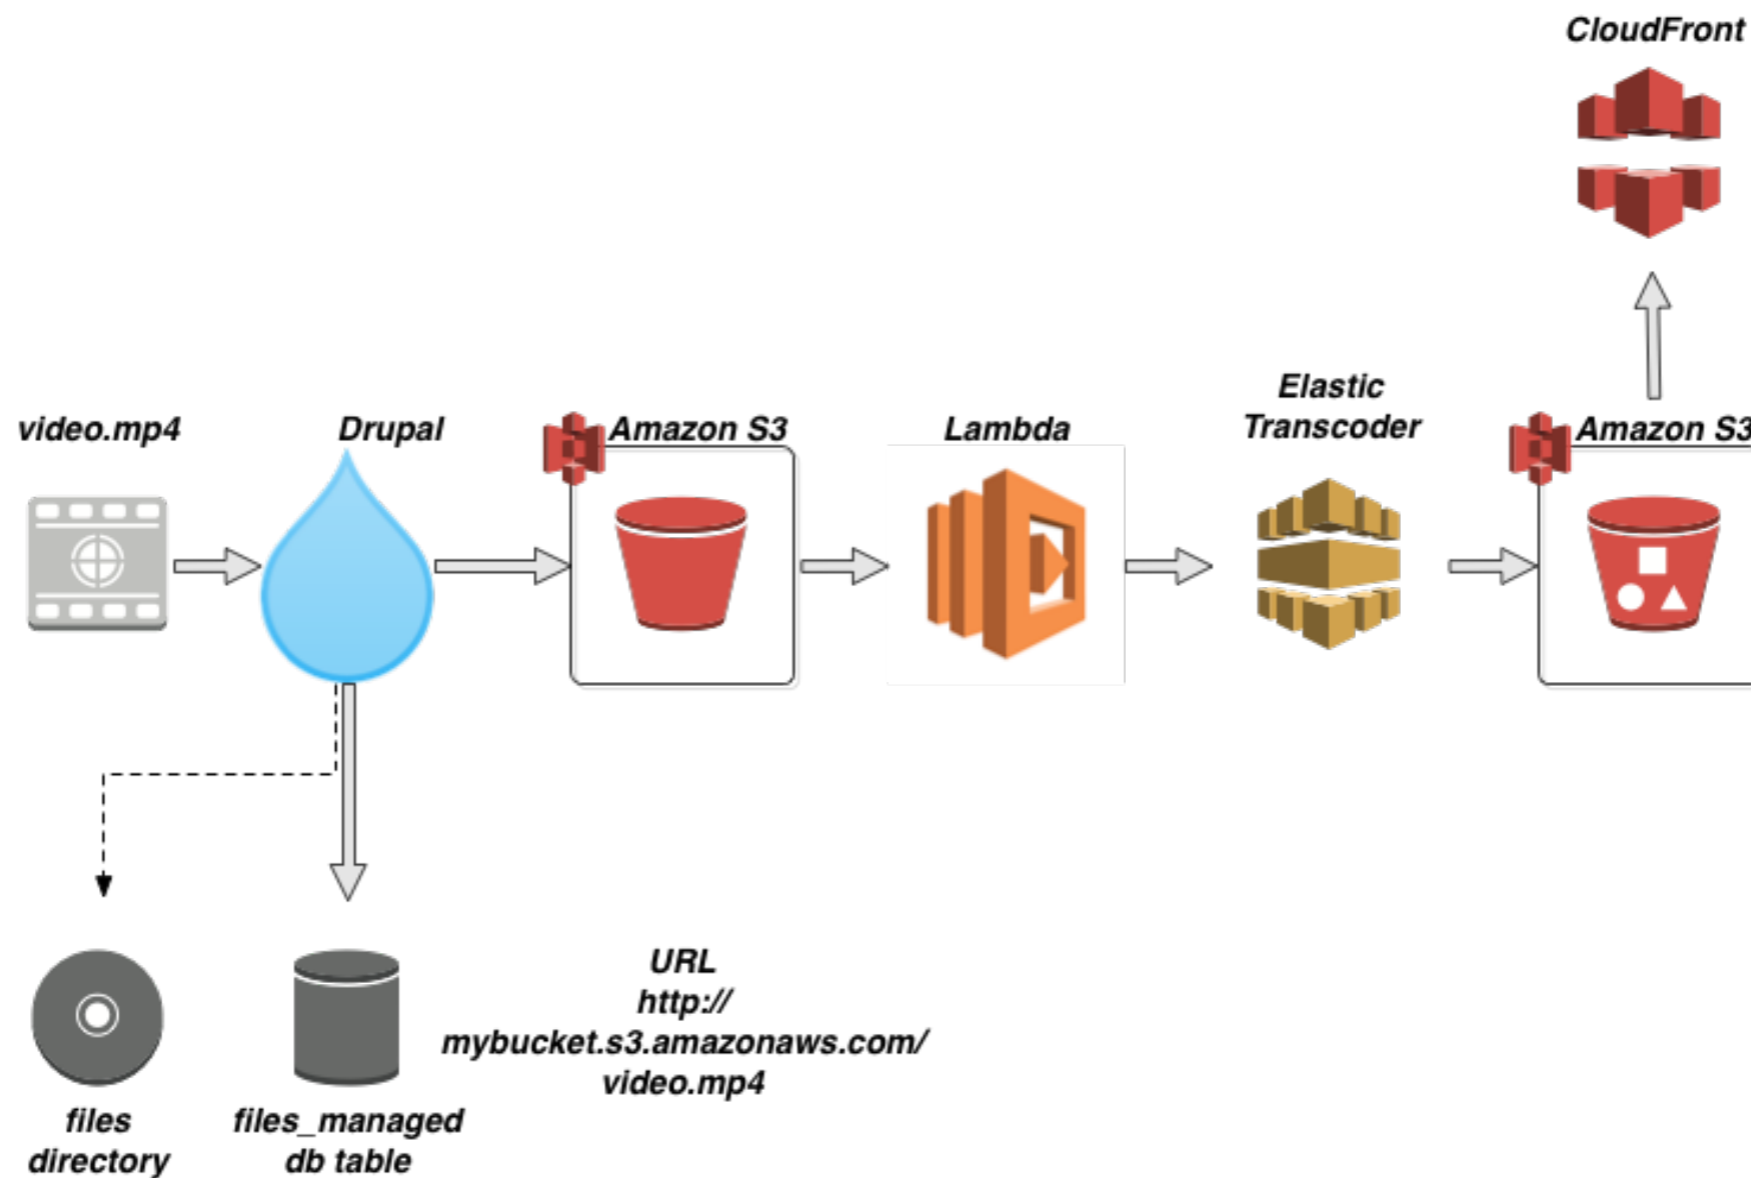 CloudFront
Elastic
Transcoder
video.mp4
Drupal
Amazon S3
Lambda
Amazon S3
URL
http://
mybucket.s3.amazonaws.com/
video.mp4
files
directory
files_managed
db table